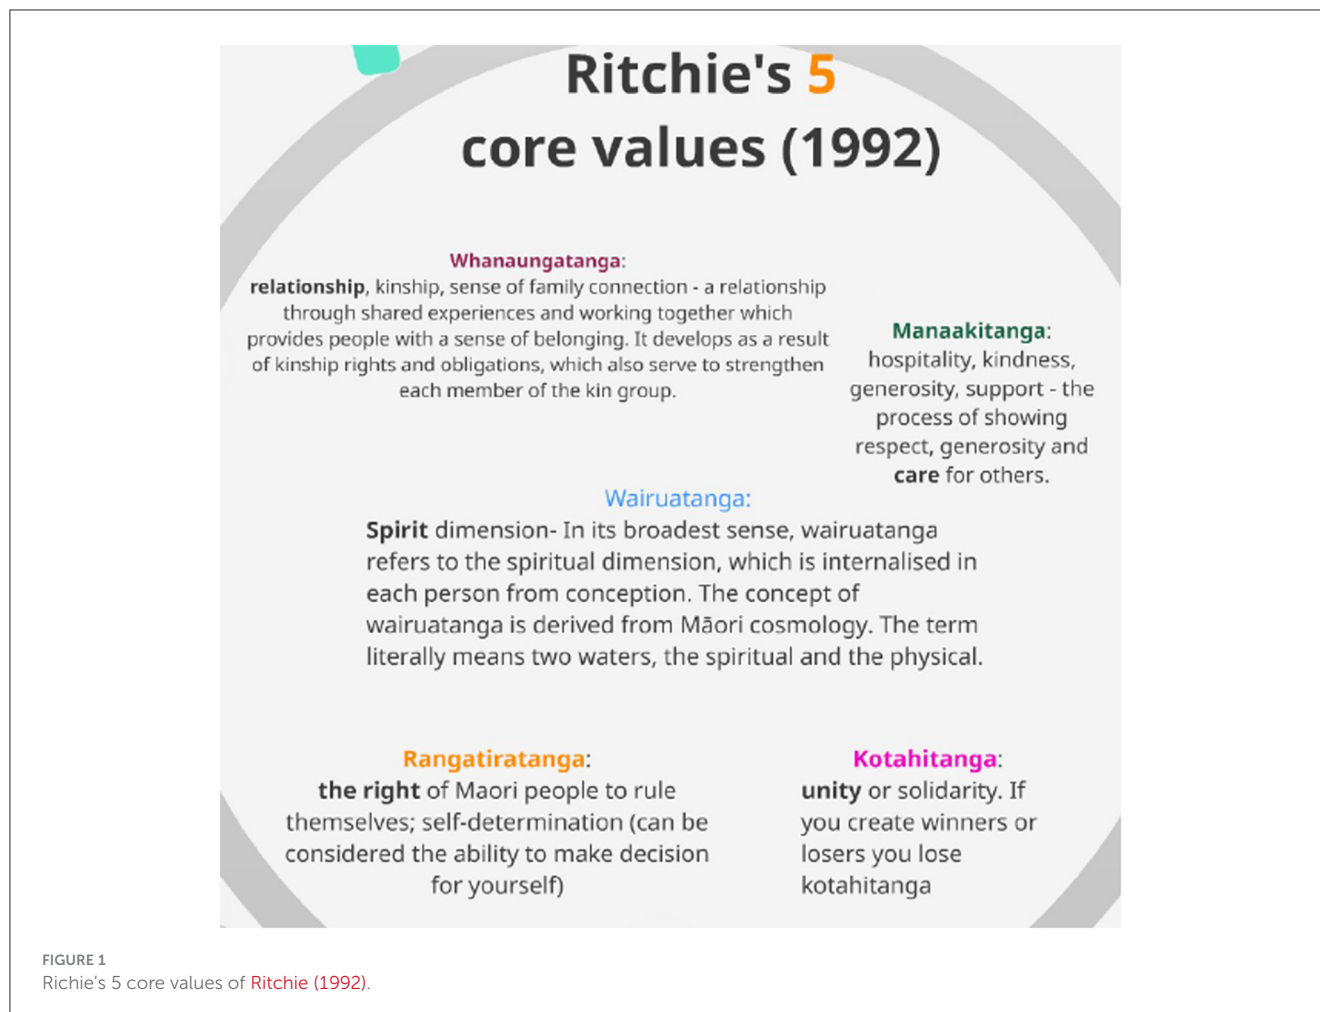 Ritchie's 5
core values (1992)
Whanaungatanga:
relationship, kinship, sense of family connection - a relationship
through shared experiences and working together which
provides people with a sense of belonging. It develops as a result
of kinship rights and obligations, which also serve to strengthen
each member of the kin group.
Manaakitanga:
hospitality, kindness,
generosity, support - the
process of showing
respect, generosity and
care for others.
Wairuatanga:
Spirit dimension- In its broadest sense, wairuatanga
refers to the spiritual dimension, which is internalised in
each person from conception. The concept of
wairuatanga is derived from Māori cosmology. The term
literally means two waters, the spiritual and the physical.
Rangatiratanga:
the right of Maori people to rule
themselves; self-determination (can be
considered the ability to make decision
for yourself)
Kotahitanga:
unity or solidarity. If
you create winners or
losers you lose
kotahitanga
FIGURE 1
Richie's 5 core values of Ritchie (1992).